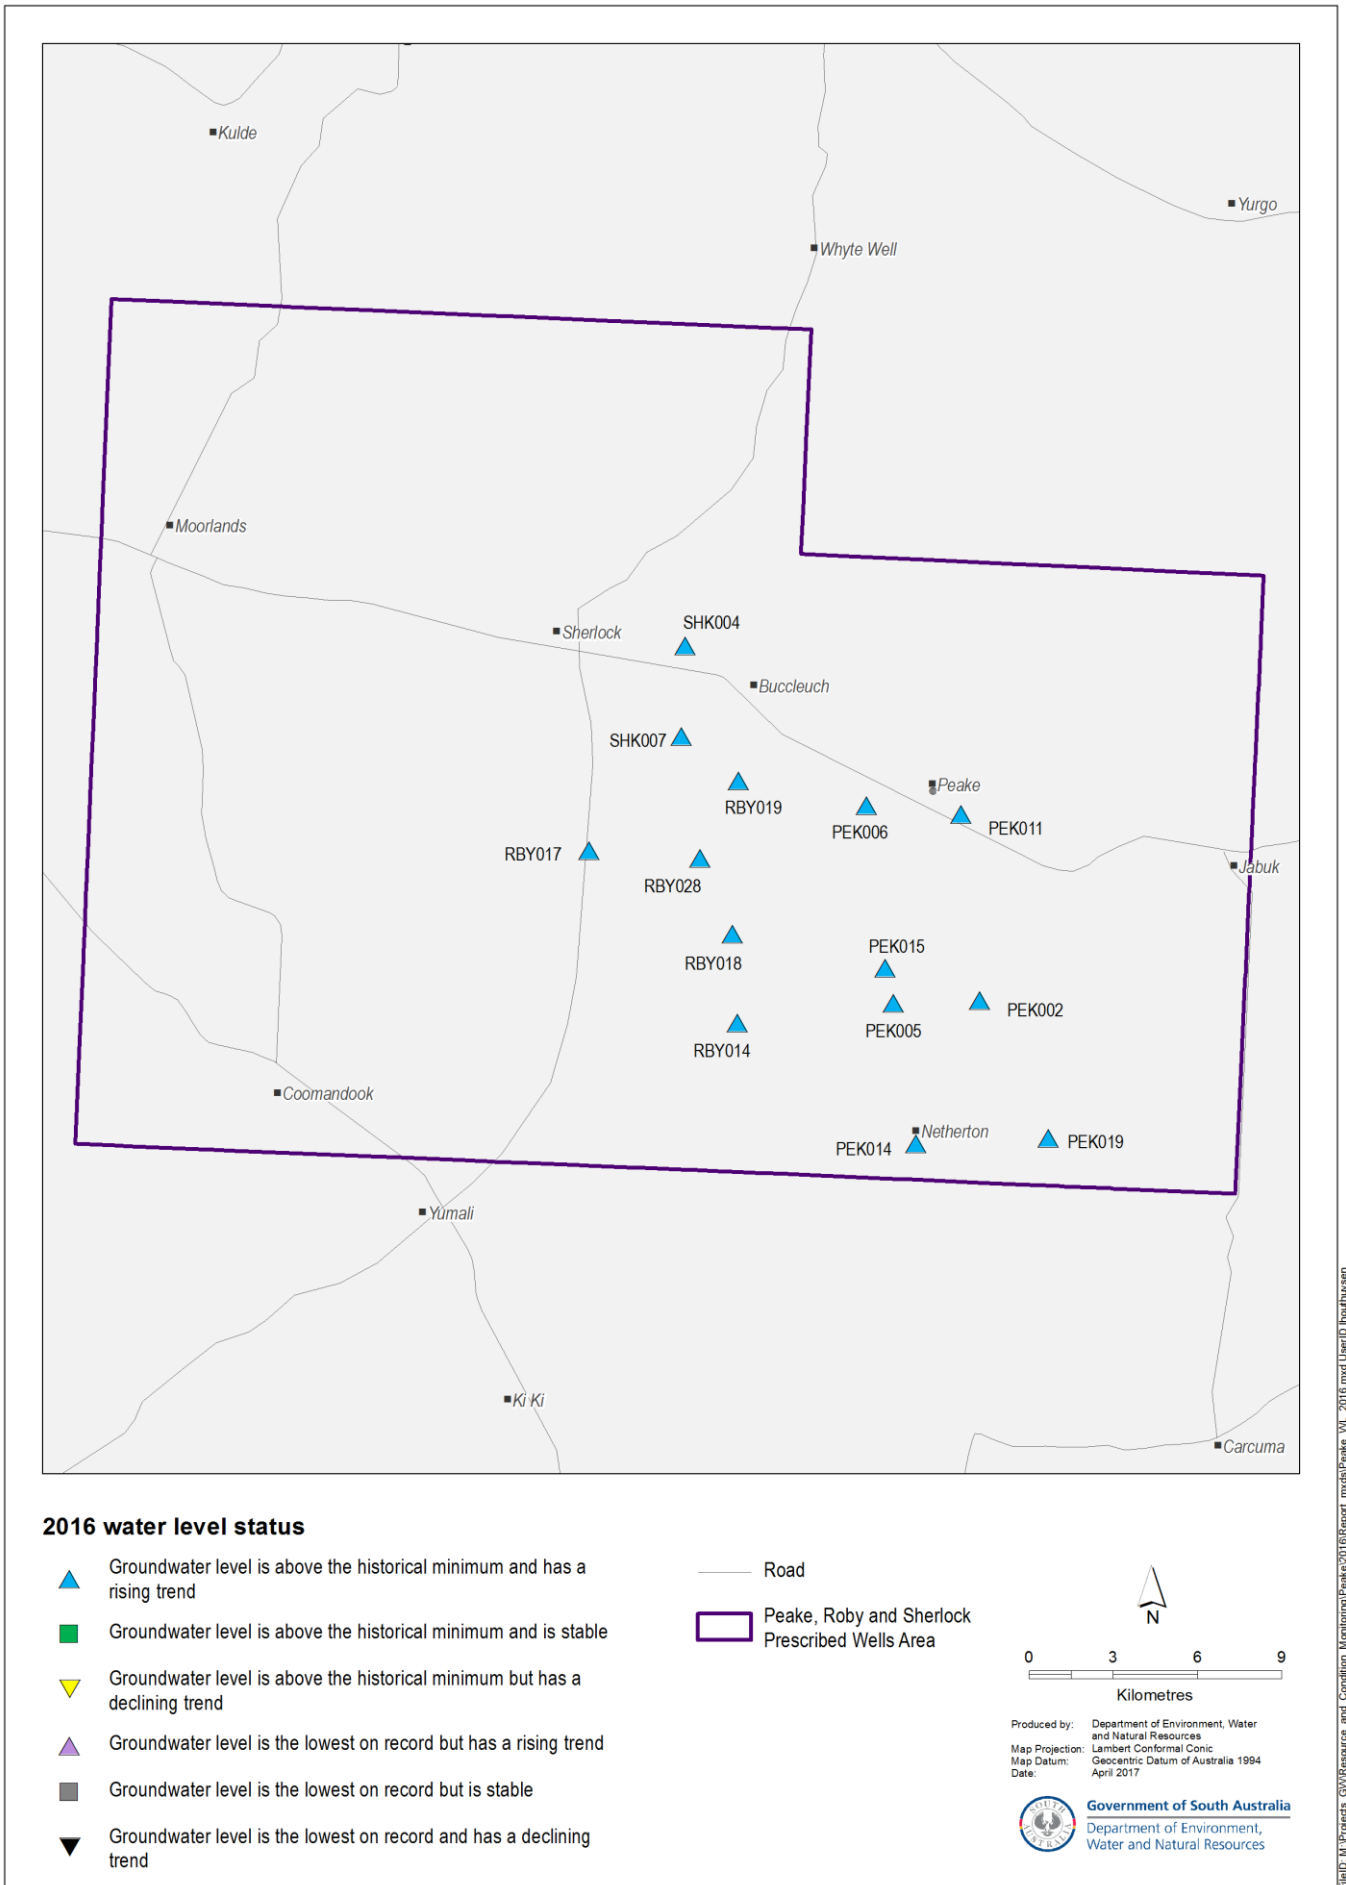 Kulde
Yurgo
Whyte Well
Moorlands
SHK004
Sherlock
Buccleuch
SHK007
Peake
RBY019
PEK006
PEK011
RBY017
RBY028
Jabuk
PEK015
RBY018
PEK002
PEK005
RBY014
Coomandook
Netherton
PEK014
PEK019
Yumali
Ki Ki
Carcuma
2016 water level status
Groundwater level is above the historical minimum and has a
rising trend
Groundwater level is above the historical minimum and is stable
Groundwater level is above the historical minimum but has a
declining trend
Groundwater level is the lowest on record but has a rising trend
Groundwater level is the lowest on record but is stable
Groundwater level is the lowest on record and has a declining
trend
Road
Peake, Roby and Sherlock
Prescribed Wells Area
N
0 3 6 9
Kilometres
Produced by: Department of Environment, Water
and Natural Resources
Map Projection: Lambert Conformal Conic
Map Datum: Geocentric Datum of Australia 1994
Date: April 2017
SOUTH AUSTRALIA
Government of South Australia
Department of Environment,
Water and Natural Resources